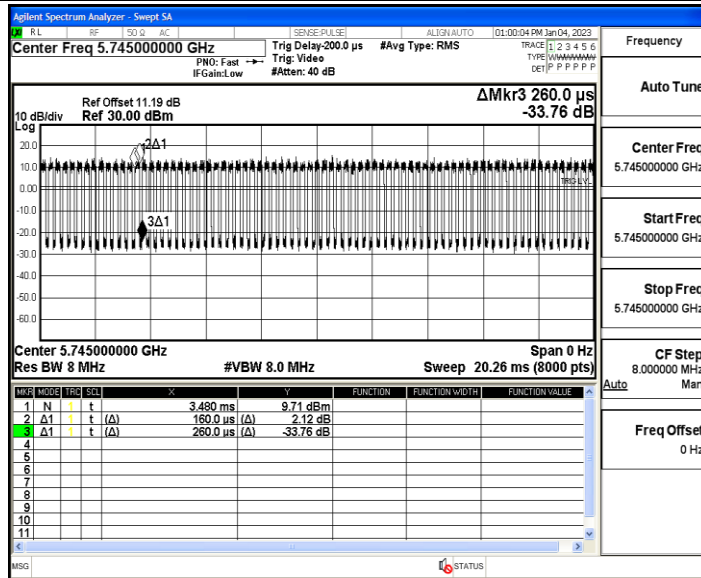 Agilent Spectrum Analyzer - Swept SA
RL RF 50 Ω AC SENSE:PULSE ALIGN AUTO 01:00:04 PM Jan 04, 2023
Center Freq 5.745000000 GHz
PNO: Fast
IFGain:Low
Trig Delay-200.0 µs
Trig: Video
#Atten: 40 dB
#Avg Type: RMS
TRACE 1 2 3 4 5 6
TYPE WWWWWW
DET P P P P P P
ΔMkr3 260.0 µs
-33.76 dB
Ref Offset 11.19 dB
10 dB/div Ref 30.00 dBm
Log
20.0
10.0
0.00
-10.0
-20.0
-30.0
-40.0
-50.0
-60.0
2Δ1
TRIG LVL
3Δ1
Center 5.745000000 GHz Span 0 Hz
Res BW 8 MHz #VBW 8.0 MHz Sweep 20.26 ms (8000 pts)
MKR MODE TRC SCL X Y FUNCTION FUNCTION WIDTH FUNCTION VALUE
1 N 1 t 3.480 ms 9.71 dBm
2 Δ1 1 t (Δ) 160.0 µs (Δ) 2.12 dB
3 Δ1 1 t (Δ) 260.0 µs (Δ) -33.76 dB
4
5
6
7
8
9
10
11
MSG STATUS
Frequency
Auto Tune
Center Freq
5.745000000 GHz
Start Freq
5.745000000 GHz
Stop Freq
5.745000000 GHz
CF Step
8.000000 MHz
Auto Man
Freq Offset
0 Hz